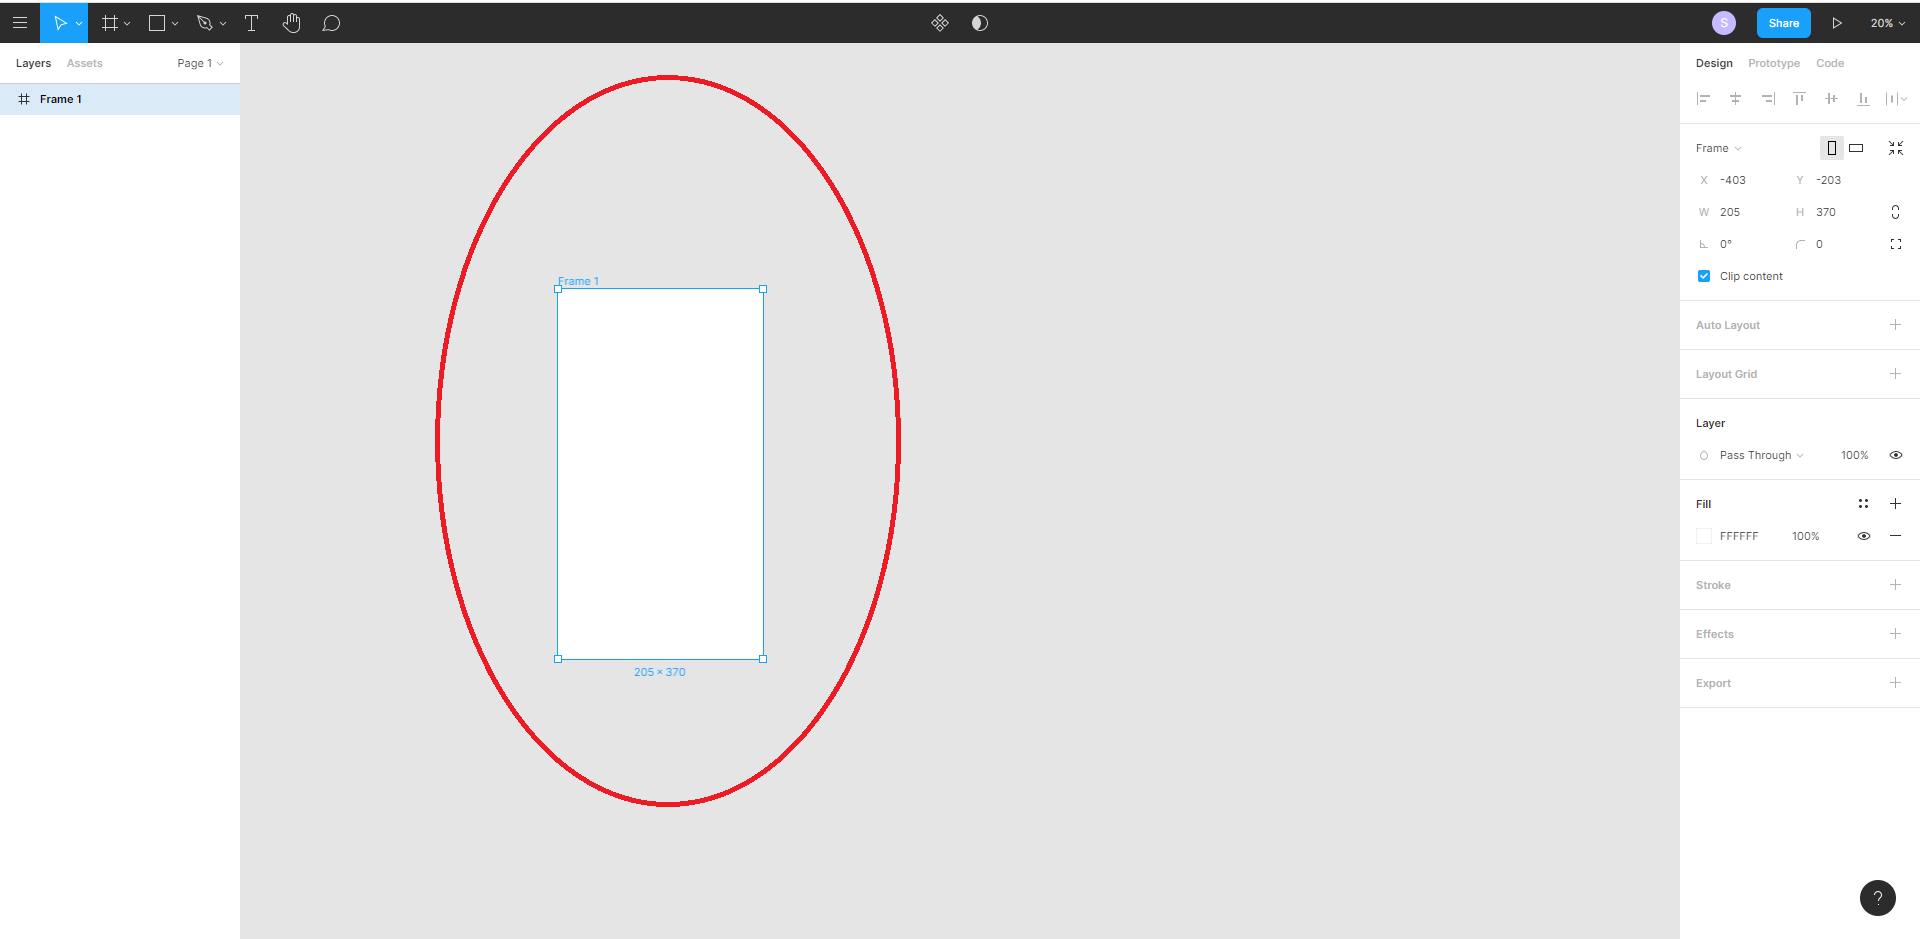 S
Share
20%
Layers
Assets
Page 1
Frame 1
Frame 1
205 × 370
Design
Prototype
Code
Frame
X -403
Y -203
W 205
H 370
0°
0
Clip content
Auto Layout
Layout Grid
Layer
Pass Through
100%
Fill
FFFFFF
100%
Stroke
Effects
Export
?